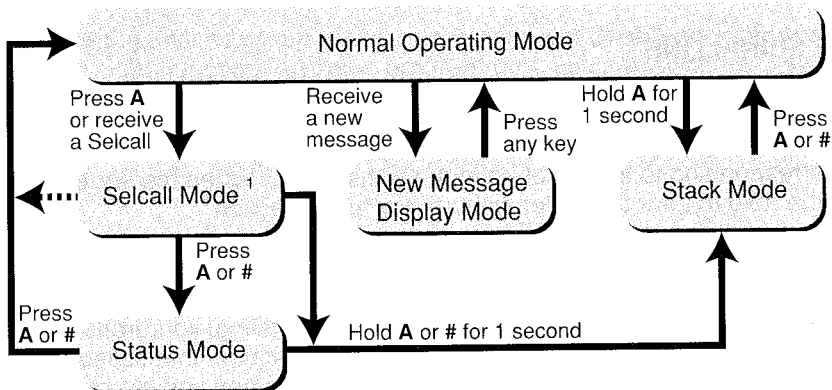 Normal Operating Mode
Press A
or receive
a Selcall
Receive
a new
message
Press
any key
Hold A for
1 second
Press
A or #
Selcall Mode 1
New Message
Display Mode
Stack Mode
Press
A or #
Press
A or #
Status Mode
Hold A or # for 1 second